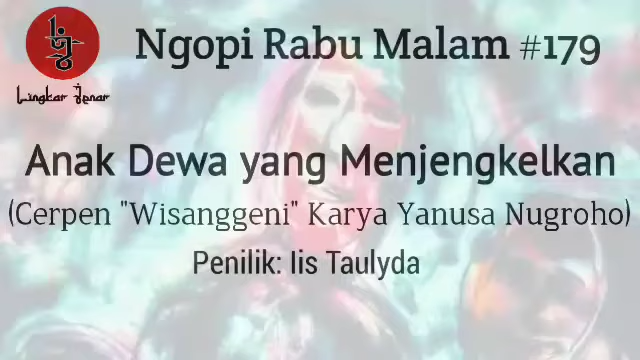 Ngopi Rabu Malam #179
Lingkar Jenar
Anak Dewa yang Menjengkelkan
(Cerpen "Wisanggeni" Karya Yanusa Nugroho)
Penilik: Iis Taulyda